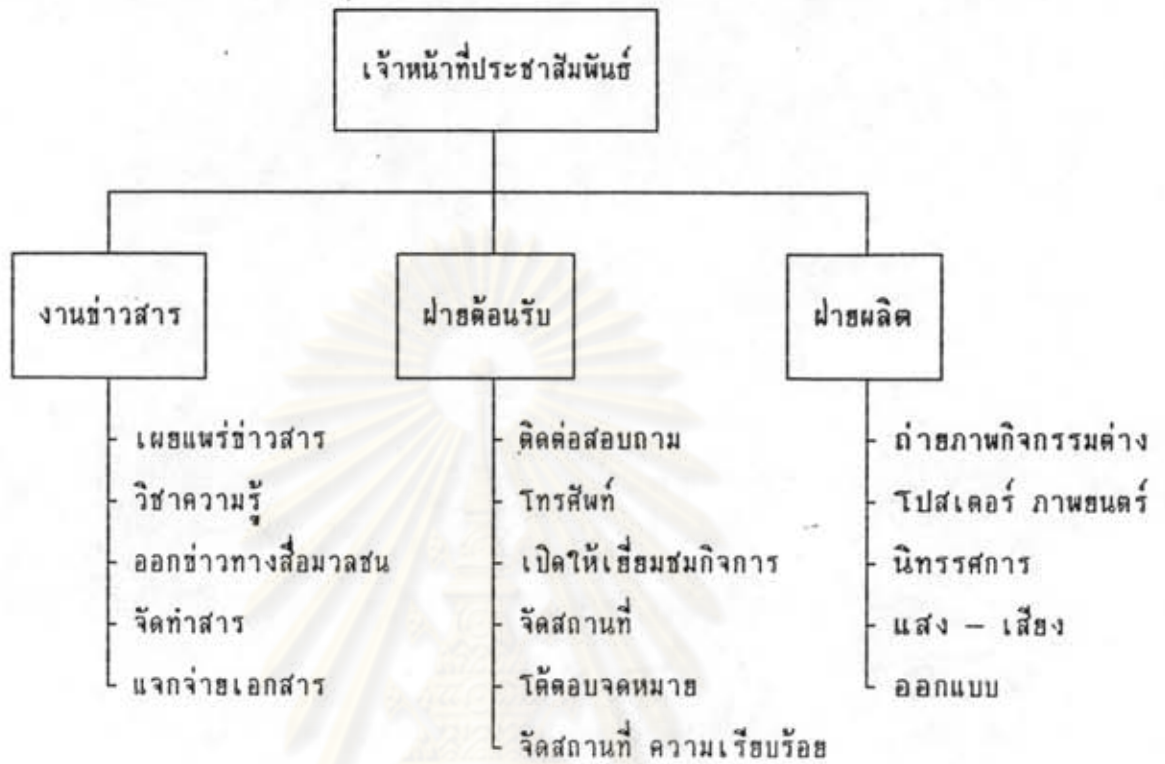 เจ้าหน้าที่ประชาสัมพันธ์
งานข่าวสาร
ฝ่ายต้อนรับ
ฝ่ายผลิต
- เผยแพร่ข่าวสาร
- วิชาความรู้
- ออกข่าวทางสื่อมวลชน
- จัดทำสาร
- แจกจ่ายเอกสาร
- ติดต่อสอบถาม
- โทรศัพท์
- เปิดให้เยี่ยมชมกิจการ
- จัดสถานที่
- โต้ตอบจดหมาย
- จัดสถานที่ ความเรียบร้อย
- ถ่ายภาพกิจกรรมต่าง
- โปสเตอร์ ภาพยนตร์
- นิทรรศการ
- แสง - เสียง
- ออกแบบ